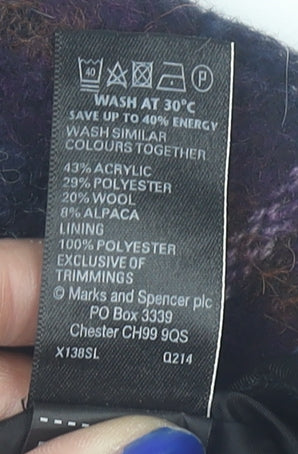 40 P
WASH AT 30°C
SAVE UP TO 40% ENERGY
WASH SIMILAR
COLOURS TOGETHER
43% ACRYLIC
29% POLYESTER
20% WOOL
8% ALPACA
LINING
100% POLYESTER
EXCLUSIVE OF
TRIMMINGS
© Marks and Spencer plc
PO Box 3339
Chester CH99 9QS
X138SL Q214